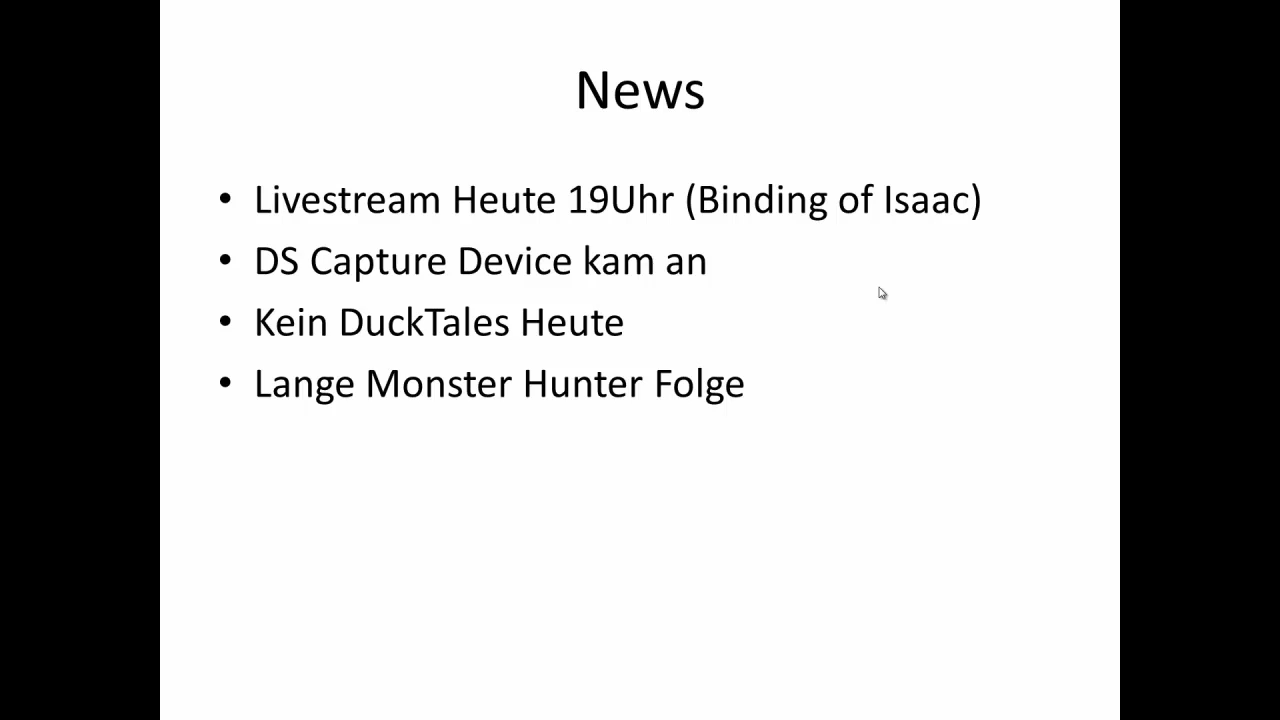 News
• Livestream Heute 19Uhr (Binding of Isaac)
• DS Capture Device kam an
• Kein DuckTales Heute
• Lange Monster Hunter Folge